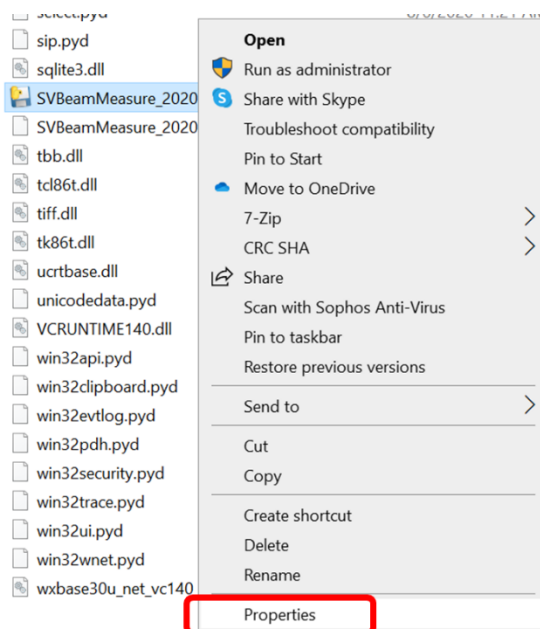 sip.pyd
sqlite3.dll
SVBeamMeasure_2020
SVBeamMeasure_2020
tbb.dll
tcl86t.dll
tiff.dll
tk86t.dll
ucrtbase.dll
unicodedata.pyd
VCRUNTIME140.dll
win32api.pyd
win32clipboard.pyd
win32evtlog.pyd
win32pdh.pyd
win32security.pyd
win32trace.pyd
win32ui.pyd
win32wnet.pyd
wxbase30u_net_vc140
Open
Run as administrator
Share with Skype
Troubleshoot compatibility
Pin to Start
Move to OneDrive
7-Zip
CRC SHA
Share
Scan with Sophos Anti-Virus
Pin to taskbar
Restore previous versions
Send to
Cut
Copy
Create shortcut
Delete
Rename
Properties